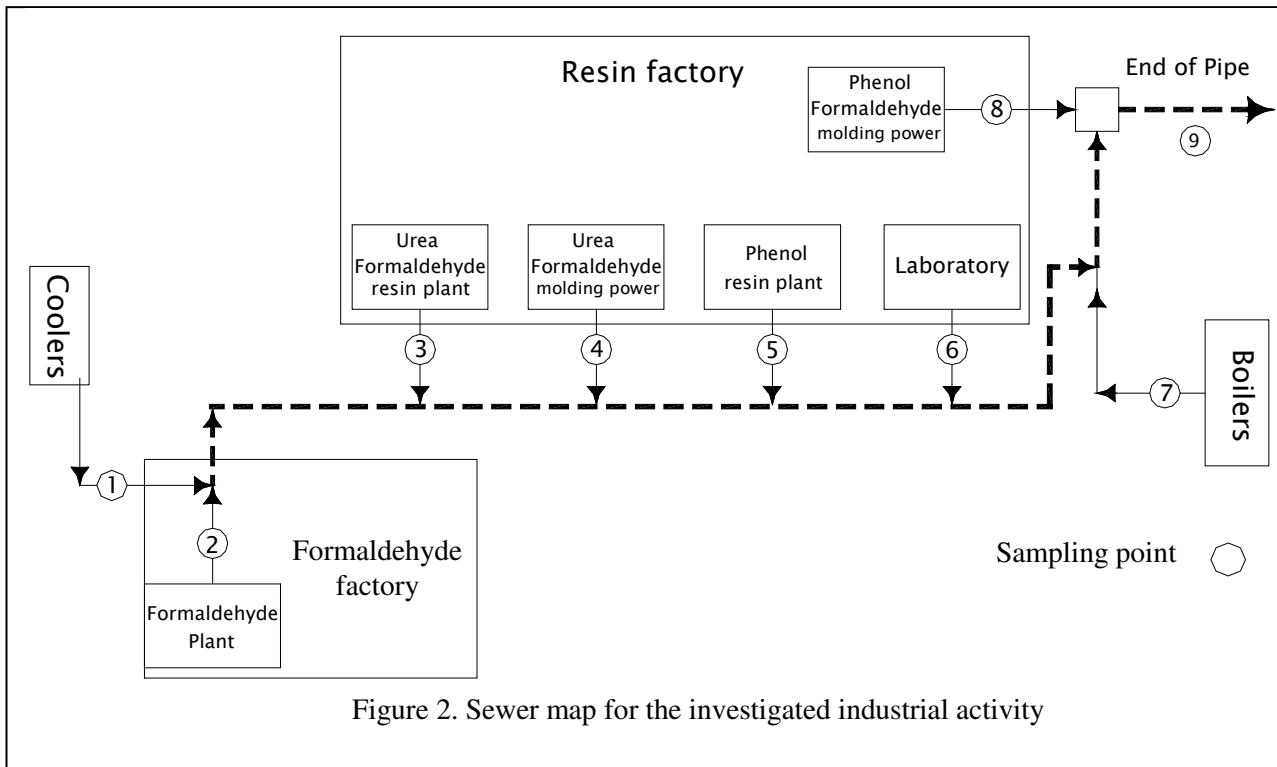 Resin factory
End of Pipe
Phenol
Formaldehyde
molding power
8
9
Urea
Formaldehyde
resin plant
Urea
Formaldehyde
molding power
Phenol
resin plant
Laboratory
Coolers
3
4
5
6
Boilers
7
1
2
Formaldehyde
factory
Formaldehyde
Plant
Sampling point
Figure 2. Sewer map for the investigated industrial activity